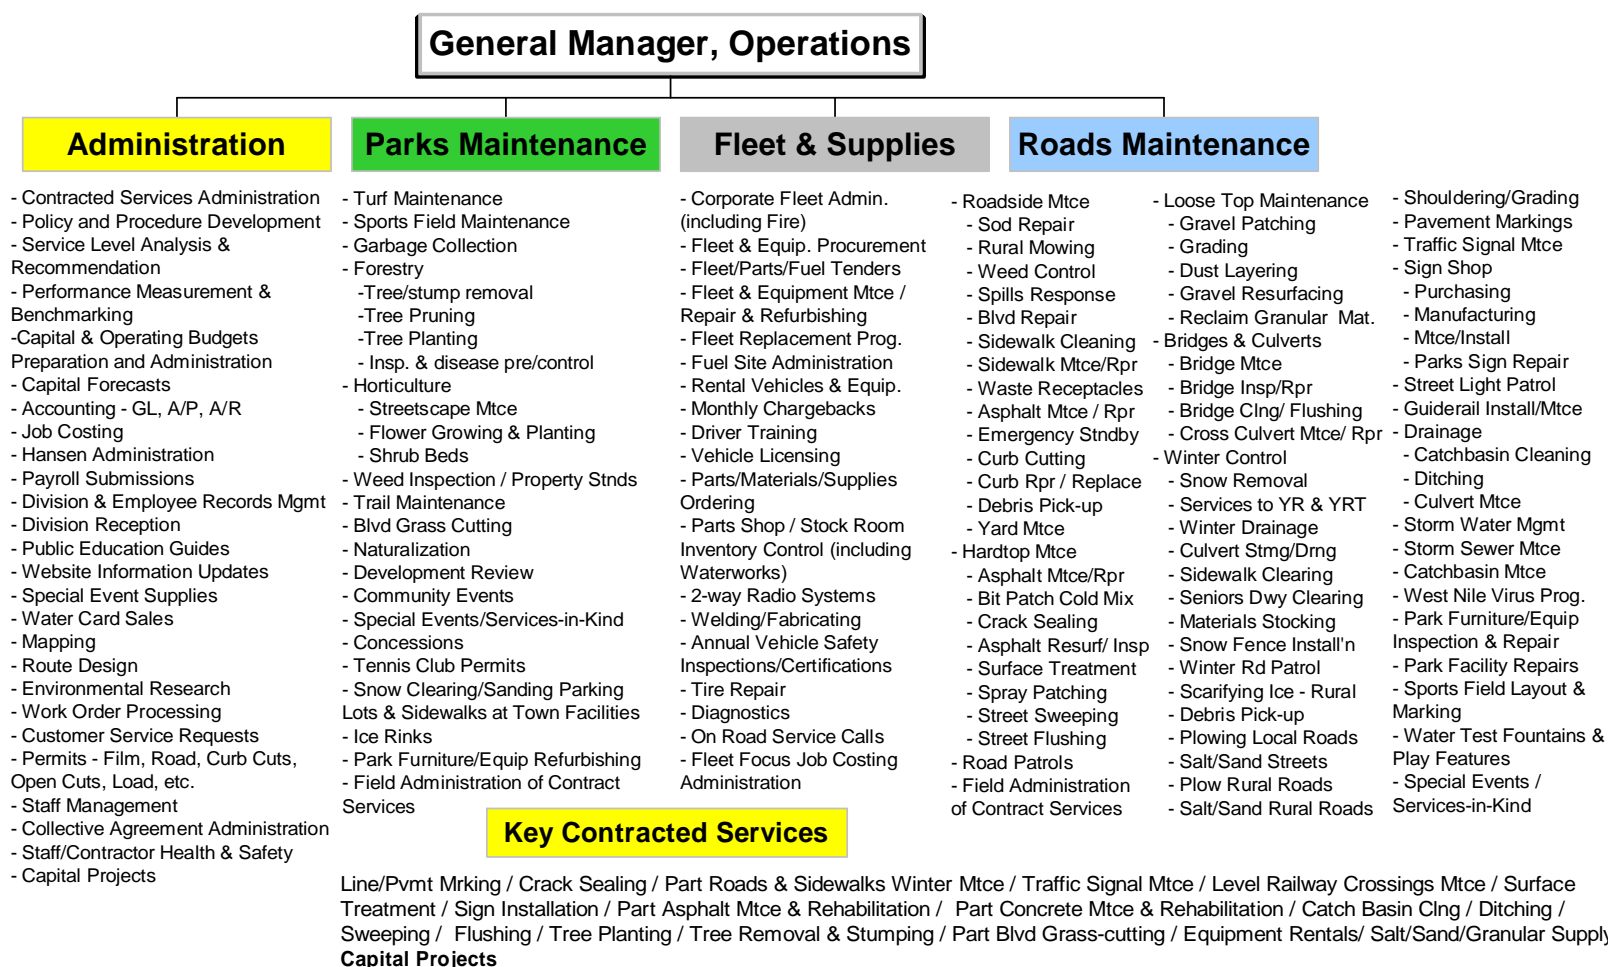 General Manager, Operations
Administration
Parks Maintenance
Fleet & Supplies
Roads Maintenance
- Contracted Services Administration
- Policy and Procedure Development
- Service Level Analysis &
Recommendation
- Performance Measurement &
Benchmarking
-Capital & Operating Budgets
Preparation and Administration
- Capital Forecasts
- Accounting - GL, A/P, A/R
- Job Costing
- Hansen Administration
- Payroll Submissions
- Division & Employee Records Mgmt
- Division Reception
- Public Education Guides
- Website Information Updates
- Special Event Supplies
- Water Card Sales
- Mapping
- Route Design
- Environmental Research
- Work Order Processing
- Customer Service Requests
- Permits - Film, Road, Curb Cuts,
Open Cuts, Load, etc.
- Staff Management
- Collective Agreement Administration
- Staff/Contractor Health & Safety
- Capital Projects
- Turf Maintenance
- Sports Field Maintenance
- Garbage Collection
- Forestry
-Tree/stump removal
-Tree Pruning
-Tree Planting
- Insp. & disease pre/control
- Horticulture
- Streetscape Mtce
- Flower Growing & Planting
- Shrub Beds
- Weed Inspection / Property Stnds
- Trail Maintenance
- Blvd Grass Cutting
- Naturalization
- Development Review
- Community Events
- Special Events/Services-in-Kind
- Concessions
- Tennis Club Permits
- Snow Clearing/Sanding Parking
Lots & Sidewalks at Town Facilities
- Ice Rinks
- Park Furniture/Equip Refurbishing
- Field Administration of Contract
Services
- Corporate Fleet Admin.
(including Fire)
- Fleet & Equip. Procurement
- Fleet/Parts/Fuel Tenders
- Fleet & Equipment Mtce /
Repair & Refurbishing
- Fleet Replacement Prog.
- Fuel Site Administration
- Rental Vehicles & Equip.
- Monthly Chargebacks
- Driver Training
- Vehicle Licensing
- Parts/Materials/Supplies
Ordering
- Parts Shop / Stock Room
Inventory Control (including
Waterworks)
- 2-way Radio Systems
- Welding/Fabricating
- Annual Vehicle Safety
Inspections/Certifications
- Tire Repair
- Diagnostics
- On Road Service Calls
- Fleet Focus Job Costing
Administration
- Roadside Mtce
- Sod Repair
- Rural Mowing
- Weed Control
- Spills Response
- Blvd Repair
- Sidewalk Cleaning
- Sidewalk Mtce/Rpr
- Waste Receptacles
- Asphalt Mtce / Rpr
- Emergency Stndby
- Curb Cutting
- Curb Rpr / Replace
- Debris Pick-up
- Yard Mtce
- Hardtop Mtce
- Asphalt Mtce/Rpr
- Bit Patch Cold Mix
- Crack Sealing
- Asphalt Resurf/ Insp
- Surface Treatment
- Spray Patching
- Street Sweeping
- Street Flushing
- Road Patrols
- Field Administration
of Contract Services
- Loose Top Maintenance
- Gravel Patching
- Grading
- Dust Layering
- Gravel Resurfacing
- Reclaim Granular Mat.
- Bridges & Culverts
- Bridge Mtce
- Bridge Insp/Rpr
- Bridge Clng/ Flushing
- Cross Culvert Mtce/ Rpr
- Winter Control
- Snow Removal
- Services to YR & YRT
- Winter Drainage
- Culvert Stmg/Drng
- Sidewalk Clearing
- Seniors Dwy Clearing
- Materials Stocking
- Snow Fence Install'n
- Winter Rd Patrol
- Scarifying Ice - Rural
- Debris Pick-up
- Plowing Local Roads
- Salt/Sand Streets
- Plow Rural Roads
- Salt/Sand Rural Roads
- Shouldering/Grading
- Pavement Markings
- Traffic Signal Mtce
- Sign Shop
- Purchasing
- Manufacturing
- Mtce/Install
- Parks Sign Repair
- Street Light Patrol
- Guiderail Install/Mtce
- Drainage
- Catchbasin Cleaning
- Ditching
- Culvert Mtce
- Storm Water Mgmt
- Storm Sewer Mtce
- Catchbasin Mtce
- West Nile Virus Prog.
- Park Furniture/Equip
Inspection & Repair
- Park Facility Repairs
- Sports Field Layout &
Marking
- Water Test Fountains &
Play Features
- Special Events /
Services-in-Kind
Key Contracted Services
Line/Pvmt Mrking / Crack Sealing / Part Roads & Sidewalks Winter Mtce / Traffic Signal Mtce / Level Railway Crossings Mtce / Surface
Treatment / Sign Installation / Part Asphalt Mtce & Rehabilitation / Part Concrete Mtce & Rehabilitation / Catch Basin Clng / Ditching /
Sweeping / Flushing / Tree Planting / Tree Removal & Stumping / Part Blvd Grass-cutting / Equipment Rentals/ Salt/Sand/Granular Supply
Capital Projects